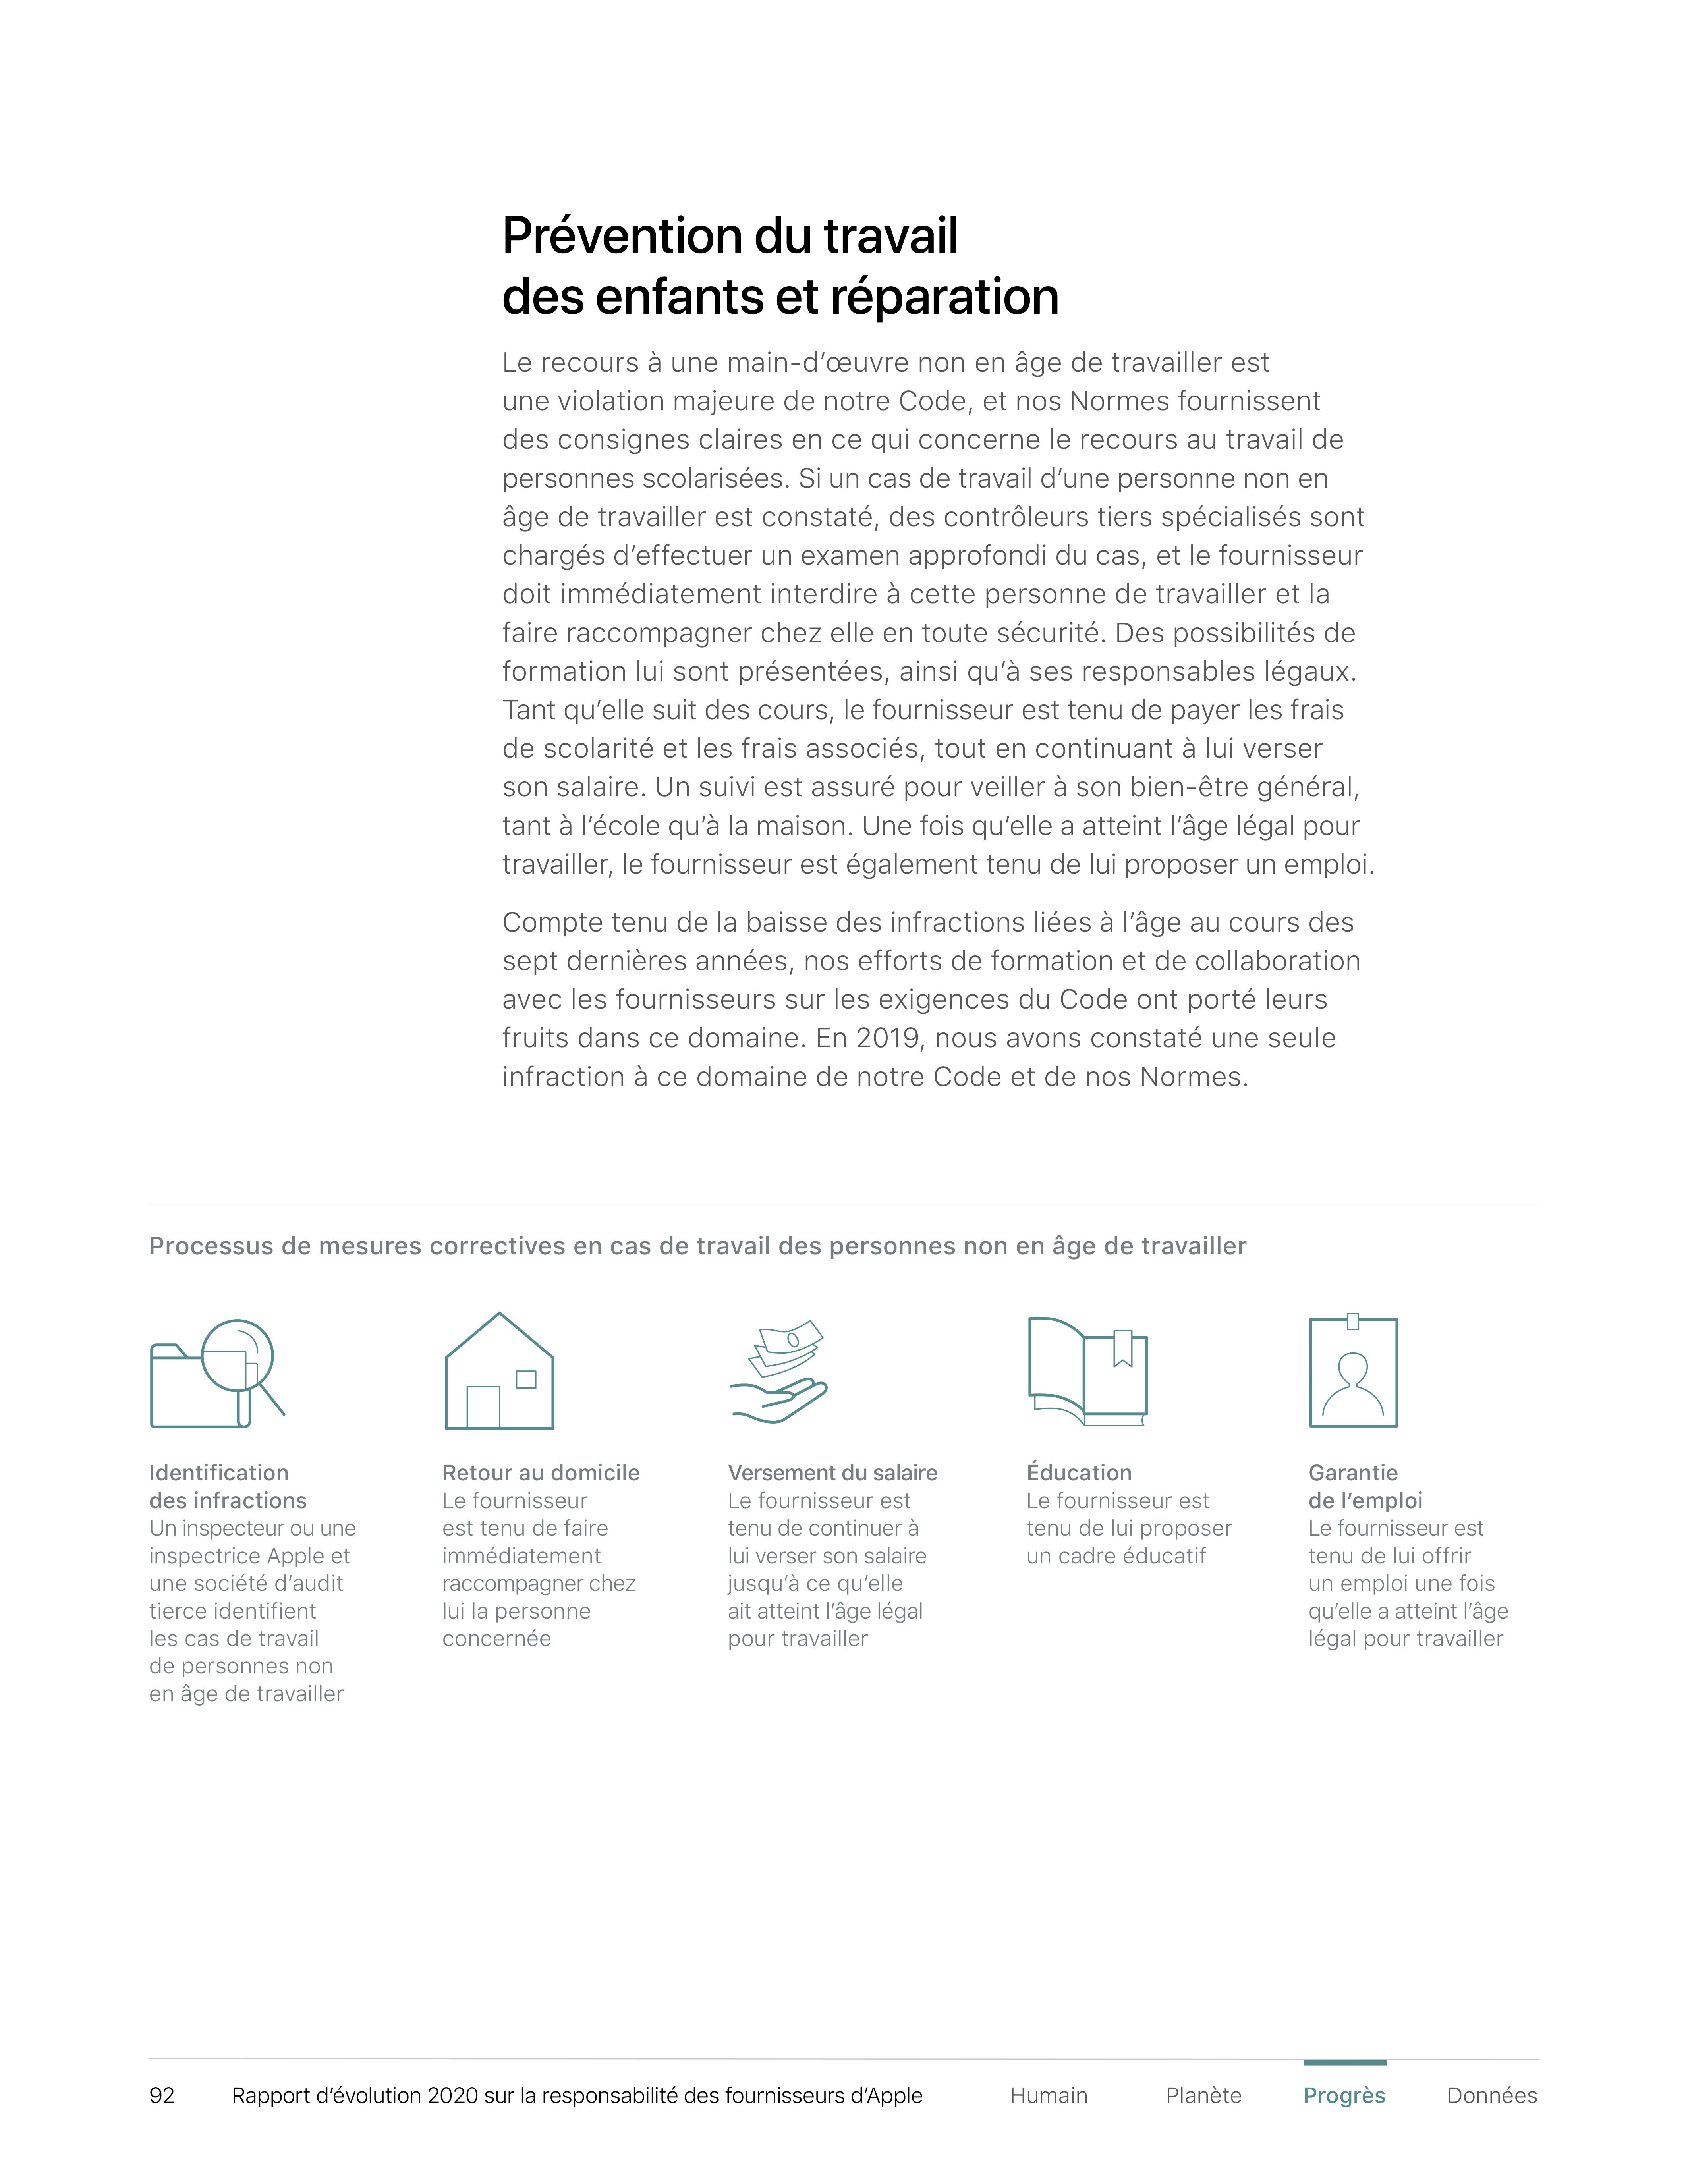 Prévention du travail
des enfants et réparation
Le recours à une main-d’œuvre non en âge de travailler est
une violation majeure de notre Code, et nos Normes fournissent
des consignes claires en ce qui concerne le recours au travail de
personnes scolarisées. Si un cas de travail d’une personne non en
âge de travailler est constaté, des contrôleurs tiers spécialisés sont
chargés d’effectuer un examen approfondi du cas, et le fournisseur
doit immédiatement interdire à cette personne de travailler et la
faire raccompagner chez elle en toute sécurité. Des possibilités de
formation lui sont présentées, ainsi qu’à ses responsables légaux.
Tant qu’elle suit des cours, le fournisseur est tenu de payer les frais
de scolarité et les frais associés, tout en continuant à lui verser
son salaire. Un suivi est assuré pour veiller à son bien-être général,
tant à l’école qu’à la maison. Une fois qu’elle a atteint l’âge légal pour
travailler, le fournisseur est également tenu de lui proposer un emploi.
Compte tenu de la baisse des infractions liées à l’âge au cours des
sept dernières années, nos efforts de formation et de collaboration
avec les fournisseurs sur les exigences du Code ont porté leurs
fruits dans ce domaine. En 2019, nous avons constaté une seule
infraction à ce domaine de notre Code et de nos Normes.
Processus de mesures correctives en cas de travail des personnes non en âge de travailler
Identification
des infractions
Un inspecteur ou une
inspectrice Apple et
une société d’audit
tierce identifient
les cas de travail
de personnes non
en âge de travailler
Retour au domicile
Le fournisseur
est tenu de faire
immédiatement
raccompagner chez
lui la personne
concernée
Versement du salaire
Le fournisseur est
tenu de continuer à
lui verser son salaire
jusqu’à ce qu’elle
ait atteint l’âge légal
pour travailler
Éducation
Le fournisseur est
tenu de lui proposer
un cadre éducatif
Garantie
de l’emploi
Le fournisseur est
tenu de lui offrir
un emploi une fois
qu’elle a atteint l’âge
légal pour travailler
92 Rapport d’évolution 2020 sur la responsabilité des fournisseurs d’Apple Humain Planète Progrès Données